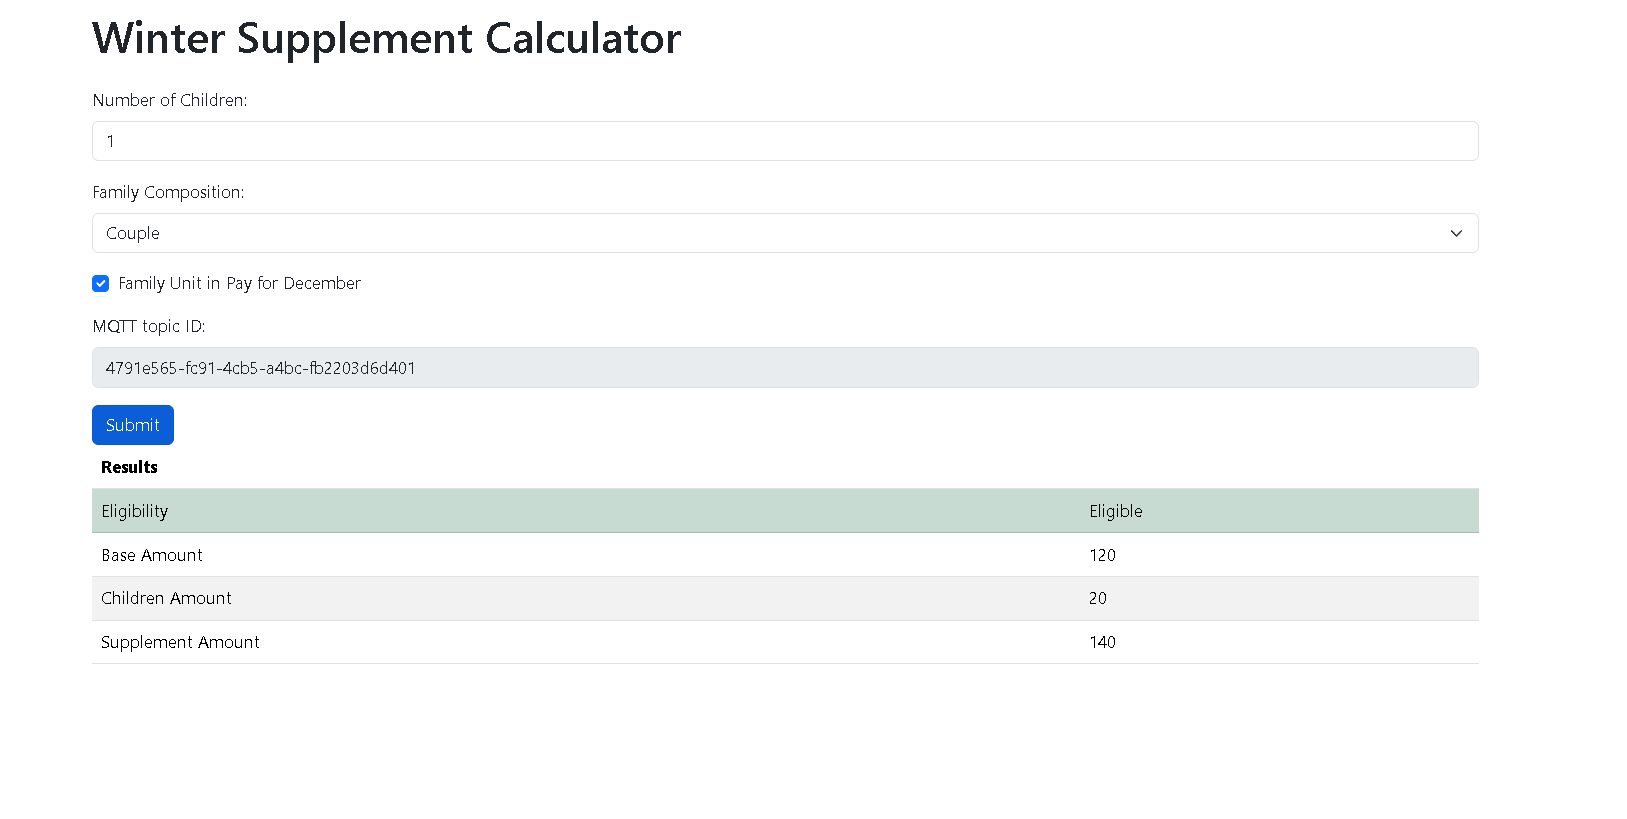 Winter Supplement Calculator
Number of Children:
1
Family Composition:
Couple
Family Unit in Pay for December
MQTT topic ID:
4791e565-fc91-4cb5-a4bc-fb2203d6d401
Submit
Results
Eligibility Eligible
Base Amount 120
Children Amount 20
Supplement Amount 140